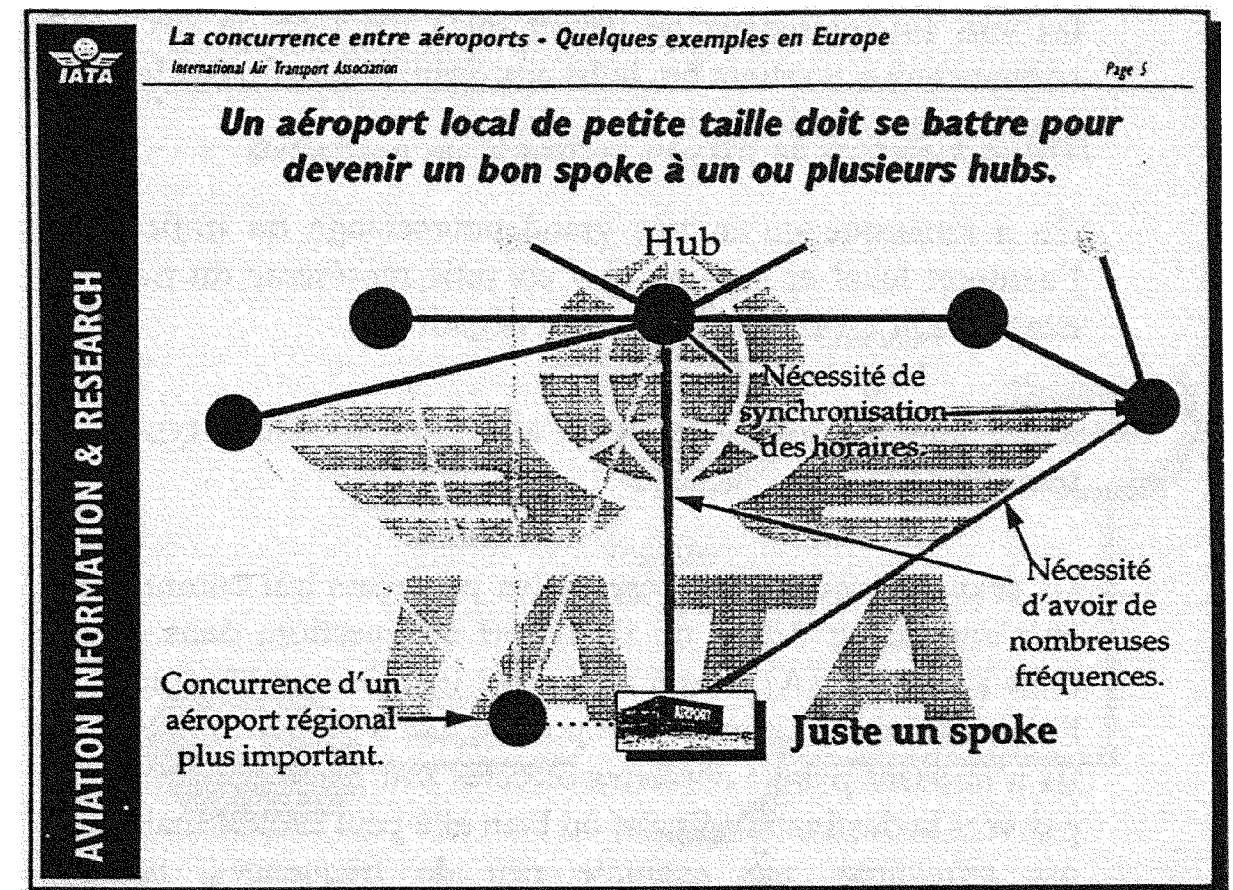 La concurrence entre aéroports - Quelques exemples en Europe
IATA
International Air Transport Association
Page 5
Un aéroport local de petite taille doit se battre pour
devenir un bon spoke à un ou plusieurs hubs.
AVIATION INFORMATION & RESEARCH
Hub
Nécessité de
synchronisation
des horaires.
Nécessité
d'avoir de
nombreuses
fréquences.
IATA
Concurrence d'un
aéroport régional
plus important.
AIRPORT
Juste un spoke